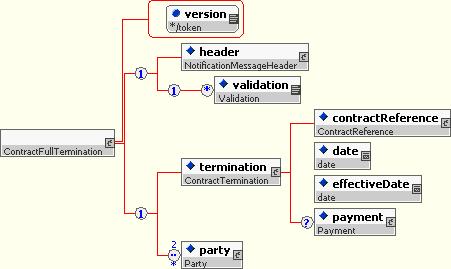 version
*/token
header
NotificationMessageHeader
1
1
*
validation
Validation
ContractFullTermination
contractReference
ContractReference
termination
ContractTermination
date
date
effectiveDate
date
1
?
payment
Payment
2
..
*
party
Party